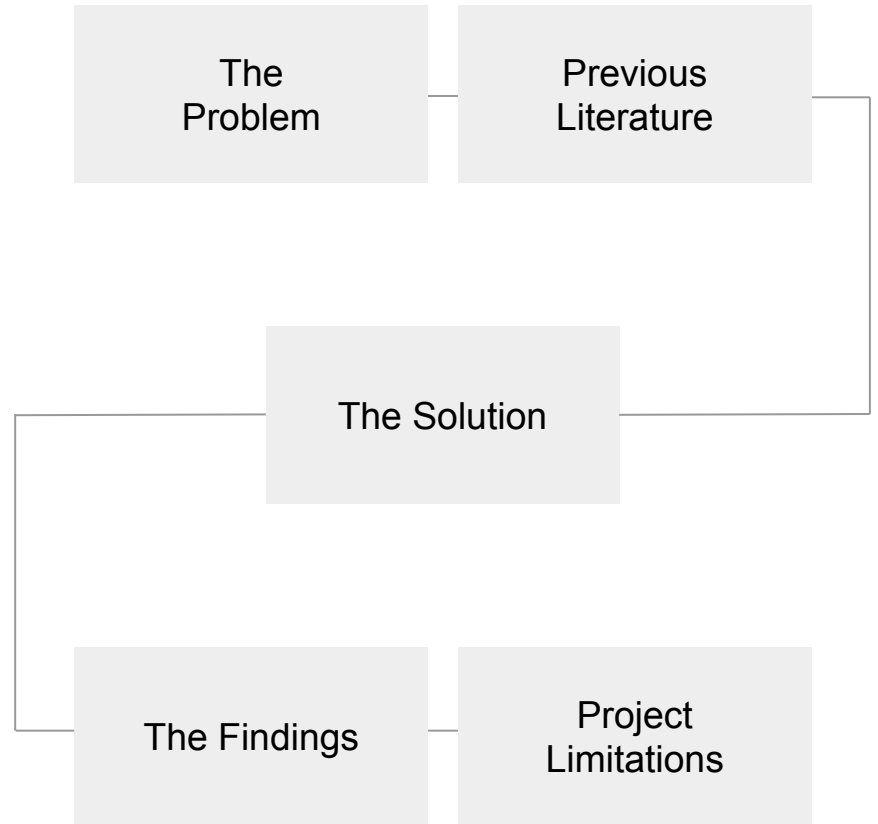 The
Problem
Previous
Literature
The Solution
The Findings
Project
Limitations